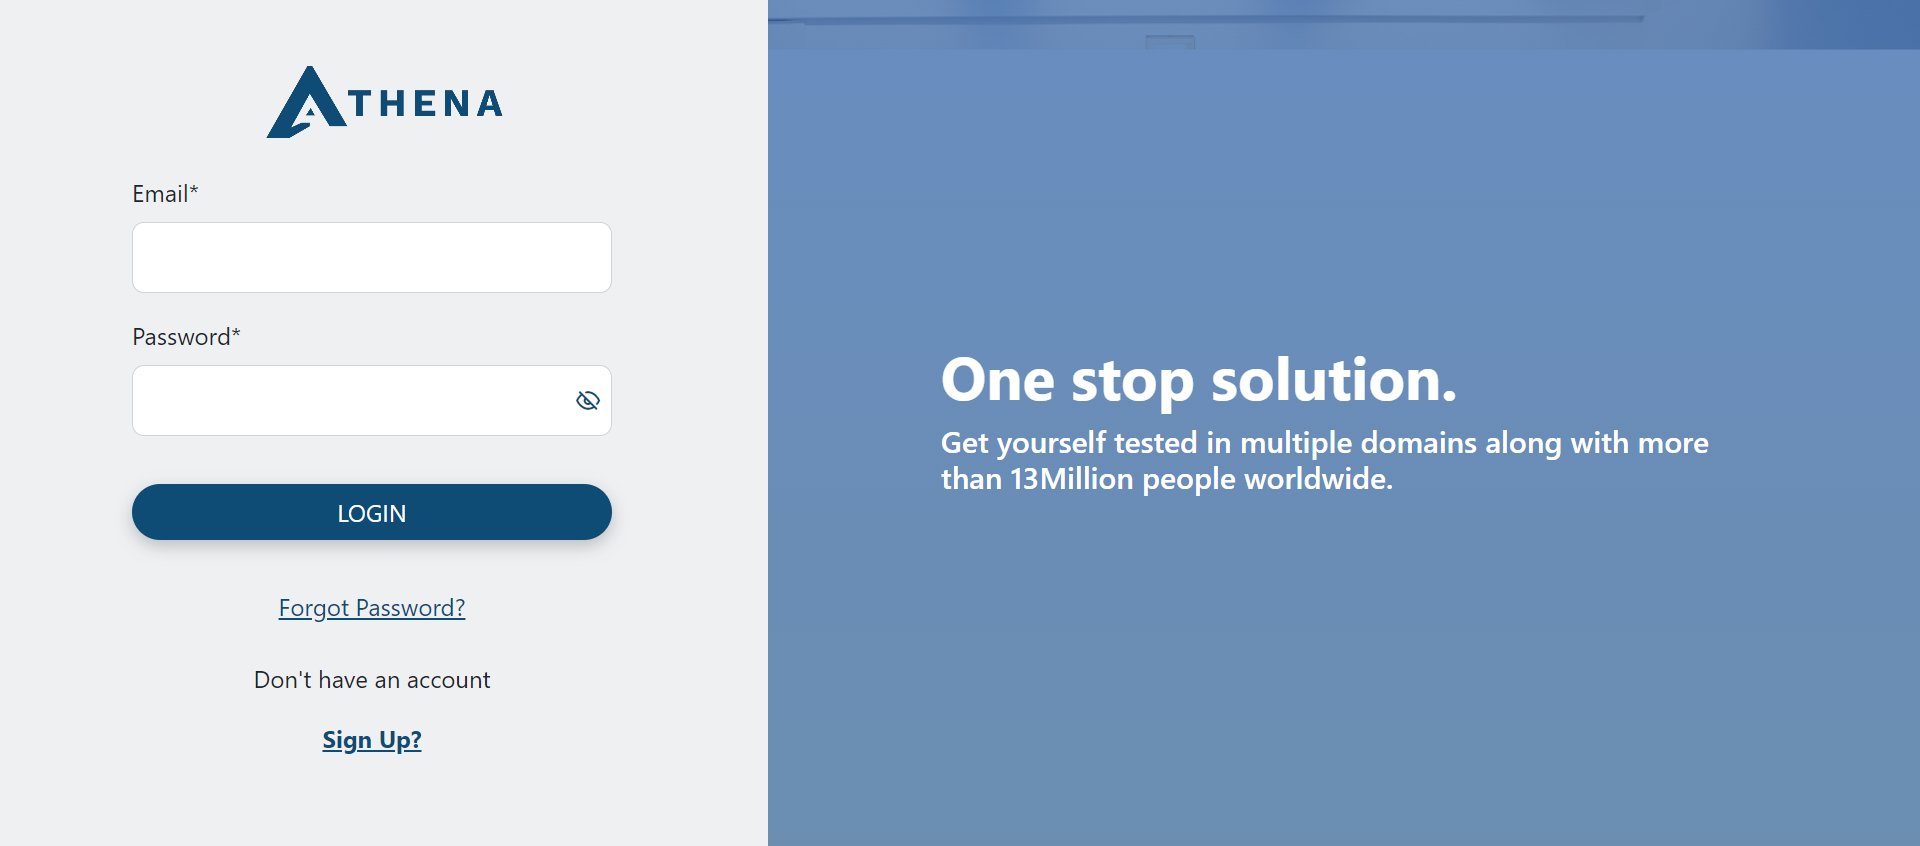 ATHENA
Email*
Password*
LOGIN
Forgot Password?
Don't have an account
Sign Up?
One stop solution.
Get yourself tested in multiple domains along with more
than 13Million people worldwide.